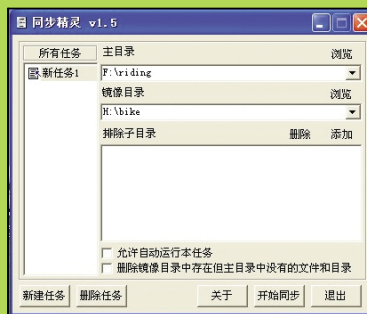 同步精灵 v1.5
所有任务
新任务1
主目录 浏览
F:\riding
镜像目录 浏览
H:\bike
排除子目录 删除 添加
允许自动运行本任务
删除镜像目录中存在但主目录中没有的文件和目录
新建任务 删除任务 关于 开始同步 退出